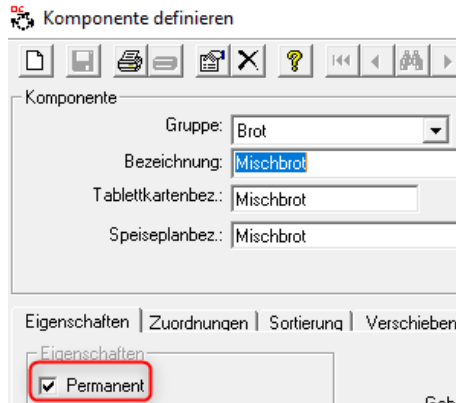 Komponente definieren
Komponente
Gruppe: Brot
Bezeichnung: Mischbrot
Tablettkartenbez.: Mischbrot
Speiseplanbez.: Mischbrot
Eigenschaften Zuordnungen Sortierung Verschieben
Eigenschaften
Permanent